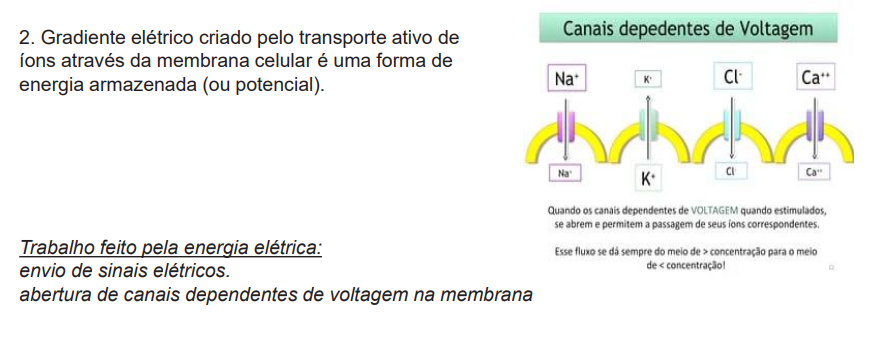 2. Gradiente elétrico criado pelo transporte ativo de
íons através da membrana celular é uma forma de
energia armazenada (ou potencial).
Trabalho feito pela energia elétrica:
envio de sinais elétricos.
abertura de canais dependentes de voltagem na membrana
Canais depedentes de Voltagem
Na⁺ K⁺ Cl⁻ Ca⁺⁺
Na⁺ K⁺ Cl⁻ Ca⁺⁺
Quando os canais dependentes de VOLTAGEM quando estimulados,
se abrem e permitem a passagem de seus íons correspondentes.
Esse fluxo se dá sempre do meio de > concentração para o meio
de < concentração!